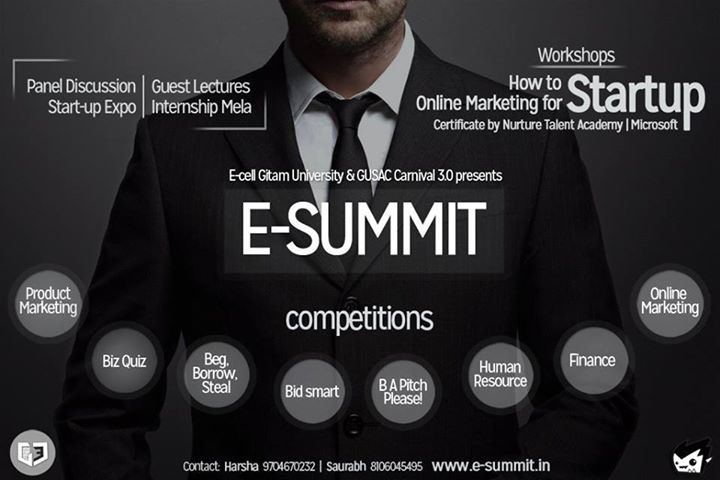 Panel Discussion | Guest Lectures
Start-up Expo | Internship Mela
Workshops
How to
Online Marketing for Startup
Certificate by Nurture Talent Academy | Microsoft
E-cell Gitam University & GUSAC Carnival 3.0 presents
E-SUMMIT
competitions
Product
Marketing
Biz Quiz
Beg,
Borrow,
Steal
Bid smart
B A Pitch
Please!
Human
Resource
Finance
Online
Marketing
Contact: Harsha 9704670232 | Saurabh 8106045495 www.e-summit.in